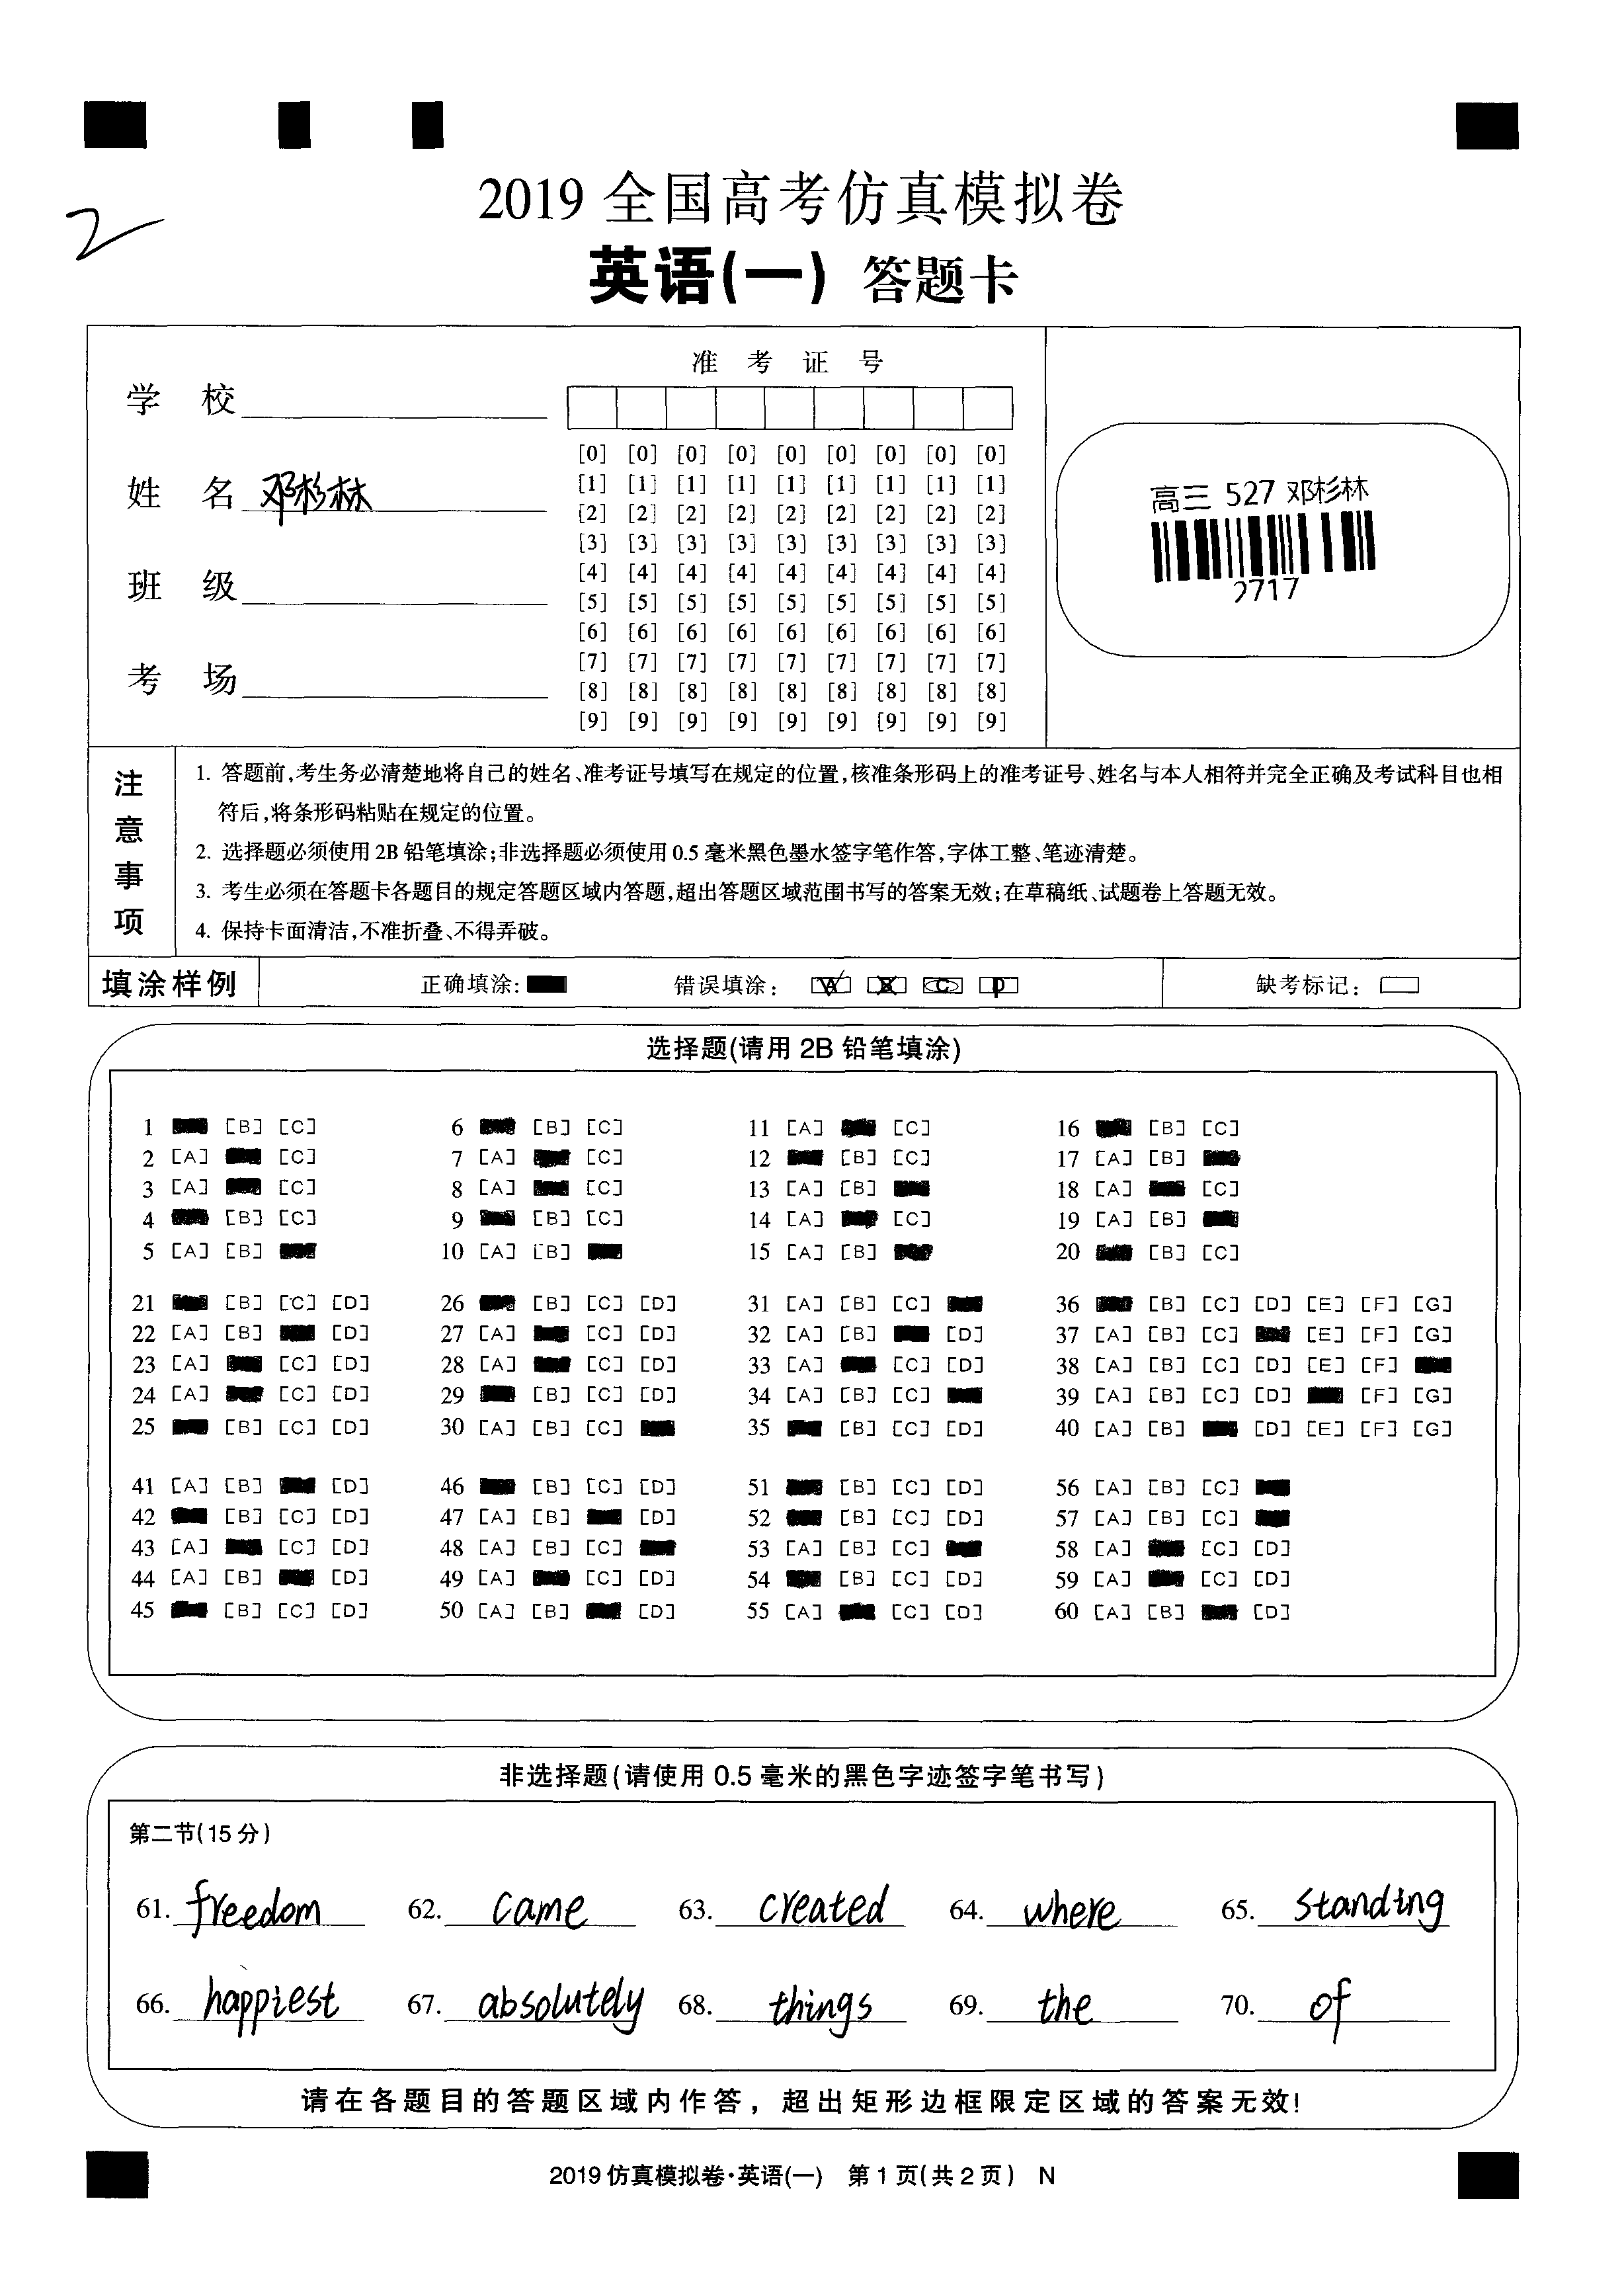 2
2019 全国高考仿真模拟卷
英语(一) 答题卡
学 校
姓 名 邓杉林
班 级
考 场
准 考 证 号
[0] [0] [0] [0] [0] [0] [0] [0] [0]
[1] [1] [1] [1] [1] [1] [1] [1] [1]
[2] [2] [2] [2] [2] [2] [2] [2] [2]
[3] [3] [3] [3] [3] [3] [3] [3] [3]
[4] [4] [4] [4] [4] [4] [4] [4] [4]
[5] [5] [5] [5] [5] [5] [5] [5] [5]
[6] [6] [6] [6] [6] [6] [6] [6] [6]
[7] [7] [7] [7] [7] [7] [7] [7] [7]
[8] [8] [8] [8] [8] [8] [8] [8] [8]
[9] [9] [9] [9] [9] [9] [9] [9] [9]
高三 527 邓杉林
2717
注意事项
1. 答题前,考生务必清楚地将自己的姓名、准考证号填写在规定的位置,核准条形码上的准考证号、姓名与本人相符并完全正确及考试科目也相
符后,将条形码粘贴在规定的位置。
2. 选择题必须使用 2B 铅笔填涂;非选择题必须使用 0.5 毫米黑色墨水签字笔作答,字体工整、笔迹清楚。
3. 考生必须在答题卡各题目的规定答题区域内答题,超出答题区域范围书写的答案无效;在草稿纸、试题卷上答题无效。
4. 保持卡面清洁,不准折叠、不得弄破。
填涂样例 正确填涂: 错误填涂: A B C D 缺考标记:
选择题(请用 2B 铅笔填涂)
1 [B] [C] 6 [B] [C] 11 [A] [C] 16 [B] [C]
2 [A] [C] 7 [A] [C] 12 [B] [C] 17 [A] [B]
3 [A] [C] 8 [A] [C] 13 [A] [B] 18 [A] [C]
4 [B] [C] 9 [B] [C] 14 [A] [C] 19 [A] [B]
5 [A] [B] 10 [A] [B] 15 [A] [B] 20 [B] [C]
21 [B] [C] [D] 26 [B] [C] [D] 31 [A] [B] [C] 36 [B] [C] [D] [E] [F] [G]
22 [A] [B] [D] 27 [A] [C] [D] 32 [A] [B] [D] 37 [A] [B] [C] [E] [F] [G]
23 [A] [C] [D] 28 [A] [C] [D] 33 [A] [C] [D] 38 [A] [B] [C] [D] [E] [F]
24 [A] [C] [D] 29 [B] [C] [D] 34 [A] [B] [C] 39 [A] [B] [C] [D] [F] [G]
25 [B] [C] [D] 30 [A] [B] [C] 35 [B] [C] [D] 40 [A] [B] [D] [E] [F] [G]
41 [A] [B] [D] 46 [B] [C] [D] 51 [B] [C] [D] 56 [A] [B] [C]
42 [B] [C] [D] 47 [A] [B] [D] 52 [B] [C] [D] 57 [A] [B] [C]
43 [A] [C] [D] 48 [A] [B] [C] 53 [A] [B] [C] 58 [A] [C] [D]
44 [A] [B] [D] 49 [A] [C] [D] 54 [B] [C] [D] 59 [A] [C] [D]
45 [B] [C] [D] 50 [A] [B] [D] 55 [A] [C] [D] 60 [A] [B] [D]
非选择题(请使用 0.5 毫米的黑色字迹签字笔书写)
第二节(15 分)
61. freedom 62. came 63. created 64. where 65. standing
66. happiest 67. absolutely 68. things 69. the 70. of
请在各题目的答题区域内作答，超出矩形边框限定区域的答案无效!
2019 仿真模拟卷·英语(一) 第 1 页(共 2 页) N